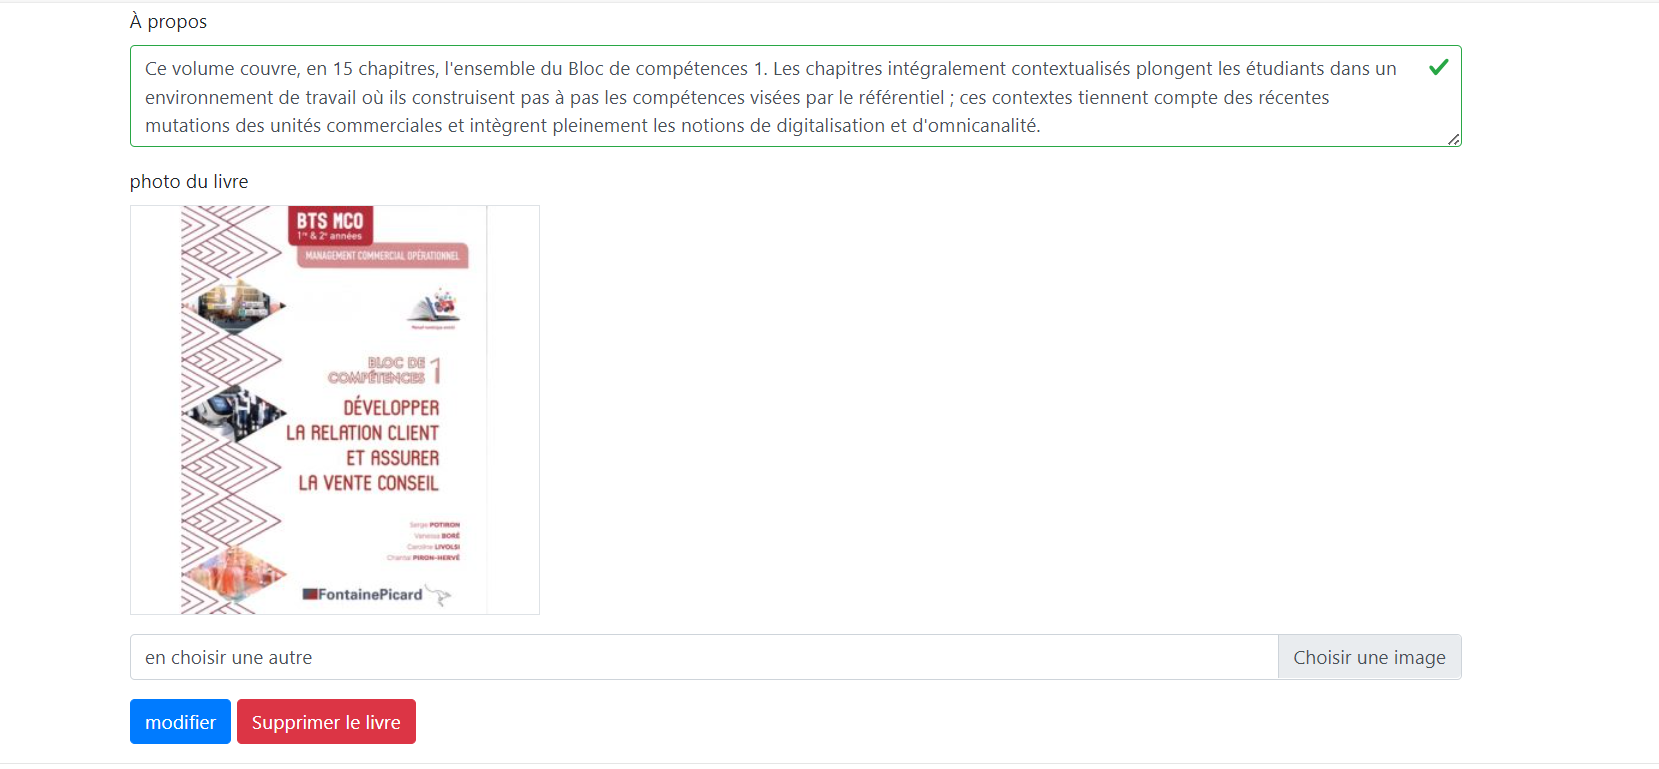 À propos
Ce volume couvre, en 15 chapitres, l'ensemble du Bloc de compétences 1. Les chapitres intégralement contextualisés plongent les étudiants dans un
environnement de travail où ils construisent pas à pas les compétences visées par le référentiel ; ces contextes tiennent compte des récentes
mutations des unités commerciales et intègrent pleinement les notions de digitalisation et d'omnicanalité.
photo du livre
BTS MCO
1re & 2e années
MANAGEMENT COMMERCIAL OPÉRATIONNEL
BLOC DE
COMPÉTENCES 1
DÉVELOPPER
LA RELATION CLIENT
ET ASSURER
LA VENTE CONSEIL
Serge POTIRON
Vanessa BORÉ
Caroline LIVOLSI
Chantal PIRON-HERVÉ
FontainePicard
en choisir une autre
Choisir une image
modifier
Supprimer le livre